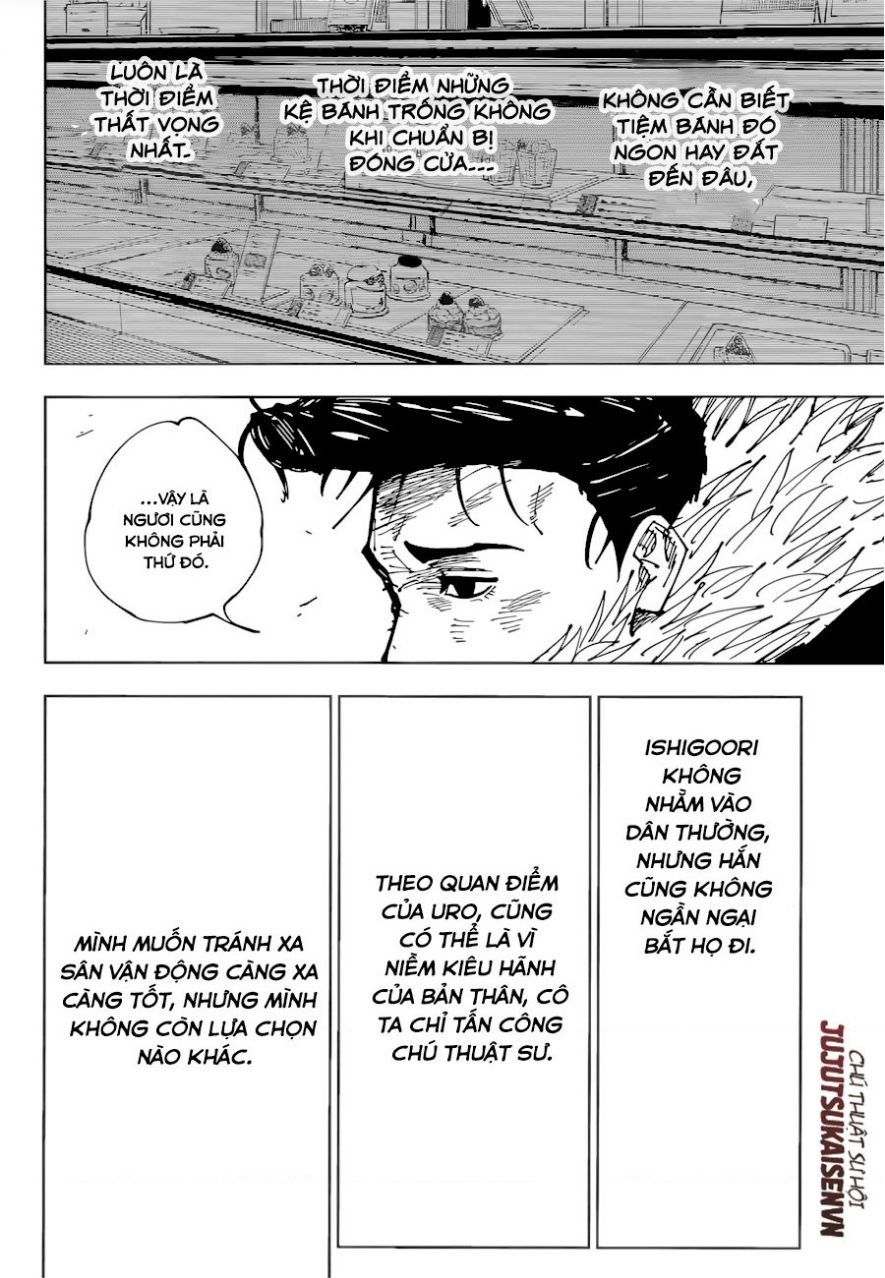 KHÔNG CẦN BIẾT
TIỆM BÁNH ĐÓ
NGON HAY ĐẮT
ĐẾN ĐÂU,
THỜI ĐIỂM NHỮNG
KỆ BÁNH TRỐNG KHÔNG
KHI CHUẨN BỊ
ĐÓNG CỬA...
LUÔN LÀ
THỜI ĐIỂM
THẤT VỌNG
NHẤT.
...VẬY LÀ
NGƯƠI CŨNG
KHÔNG PHẢI
THỨ ĐÓ.
ISHIGOORI
KHÔNG
NHẰM VÀO
DÂN THƯỜNG,
NHƯNG HẮN
CŨNG KHÔNG
NGẦN NGẠI
BẮT HỌ ĐI.
THEO QUAN ĐIỂM
CỦA URO, CŨNG
CÓ THỂ LÀ VÌ
NIỀM KIÊU HÃNH
CỦA BẢN THÂN, CÔ
TA CHỈ TẤN CÔNG
CHÚ THUẬT SƯ.
MÌNH MUỐN TRÁNH XA
SÂN VẬN ĐỘNG CÀNG XA
CÀNG TỐT, NHƯNG MÌNH
KHÔNG CÒN LỰA CHỌN
NÀO KHÁC.
CHÚ THUẬT SƯ HỘI
JUJUTSUKAISENVN